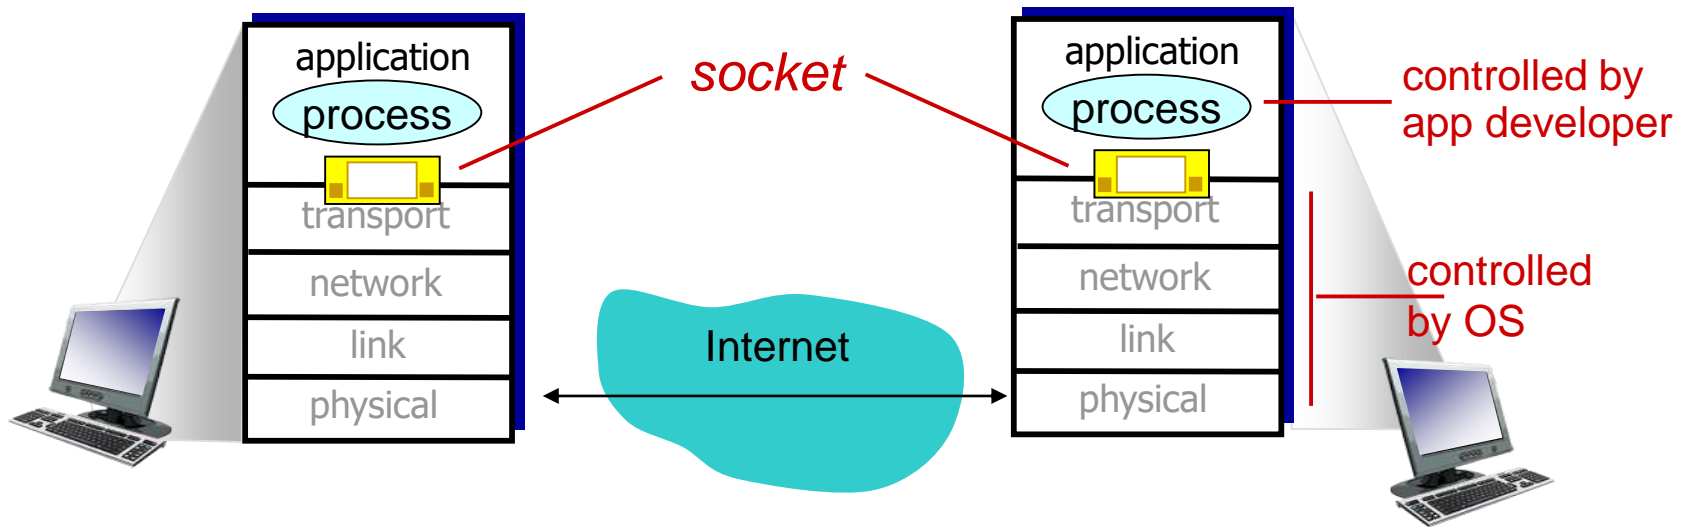 application
process
transport
network
link
physical
socket
Internet
application
process
transport
network
link
physical
controlled by
app developer
controlled
by OS